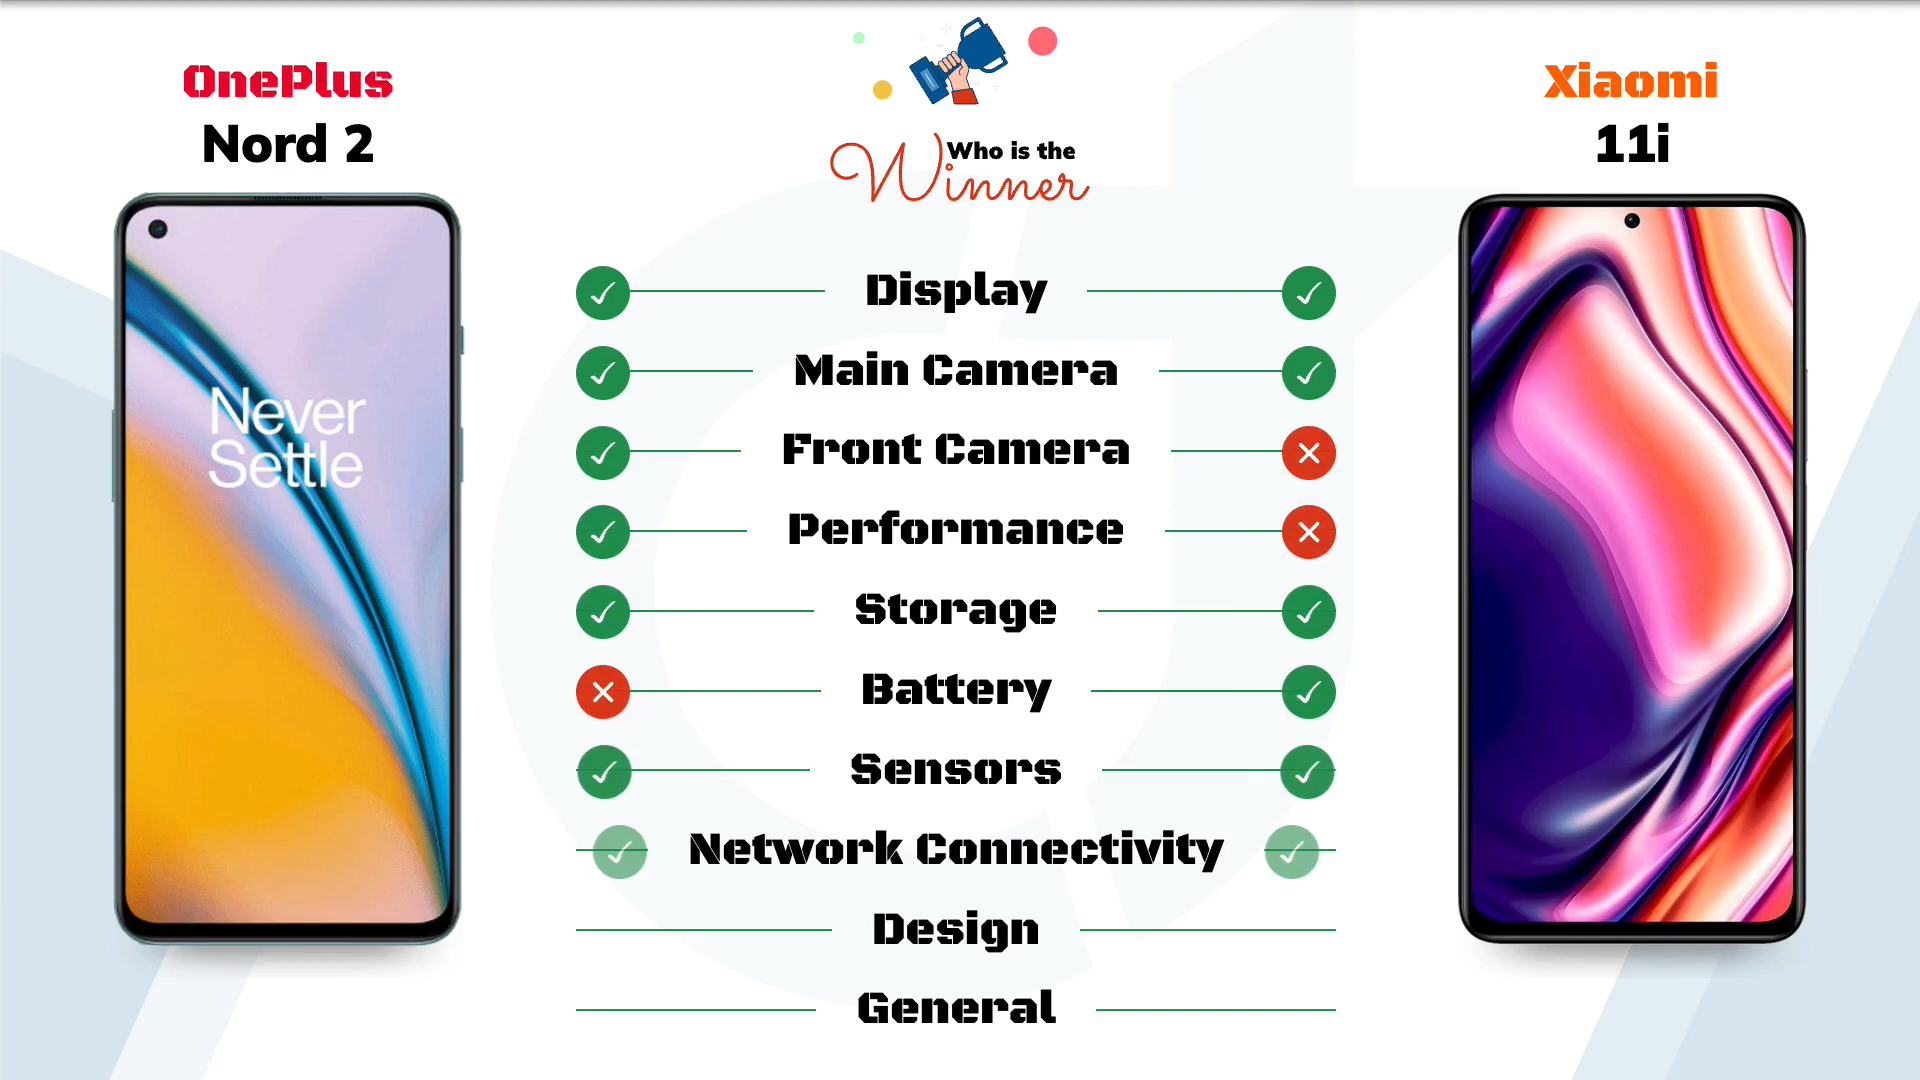 OnePlus
Nord 2
Who is the
Winner
Xiaomi
11i
Never
Settle
Display
Main Camera
Front Camera
Performance
Storage
Battery
Sensors
Network Connectivity
Design
General